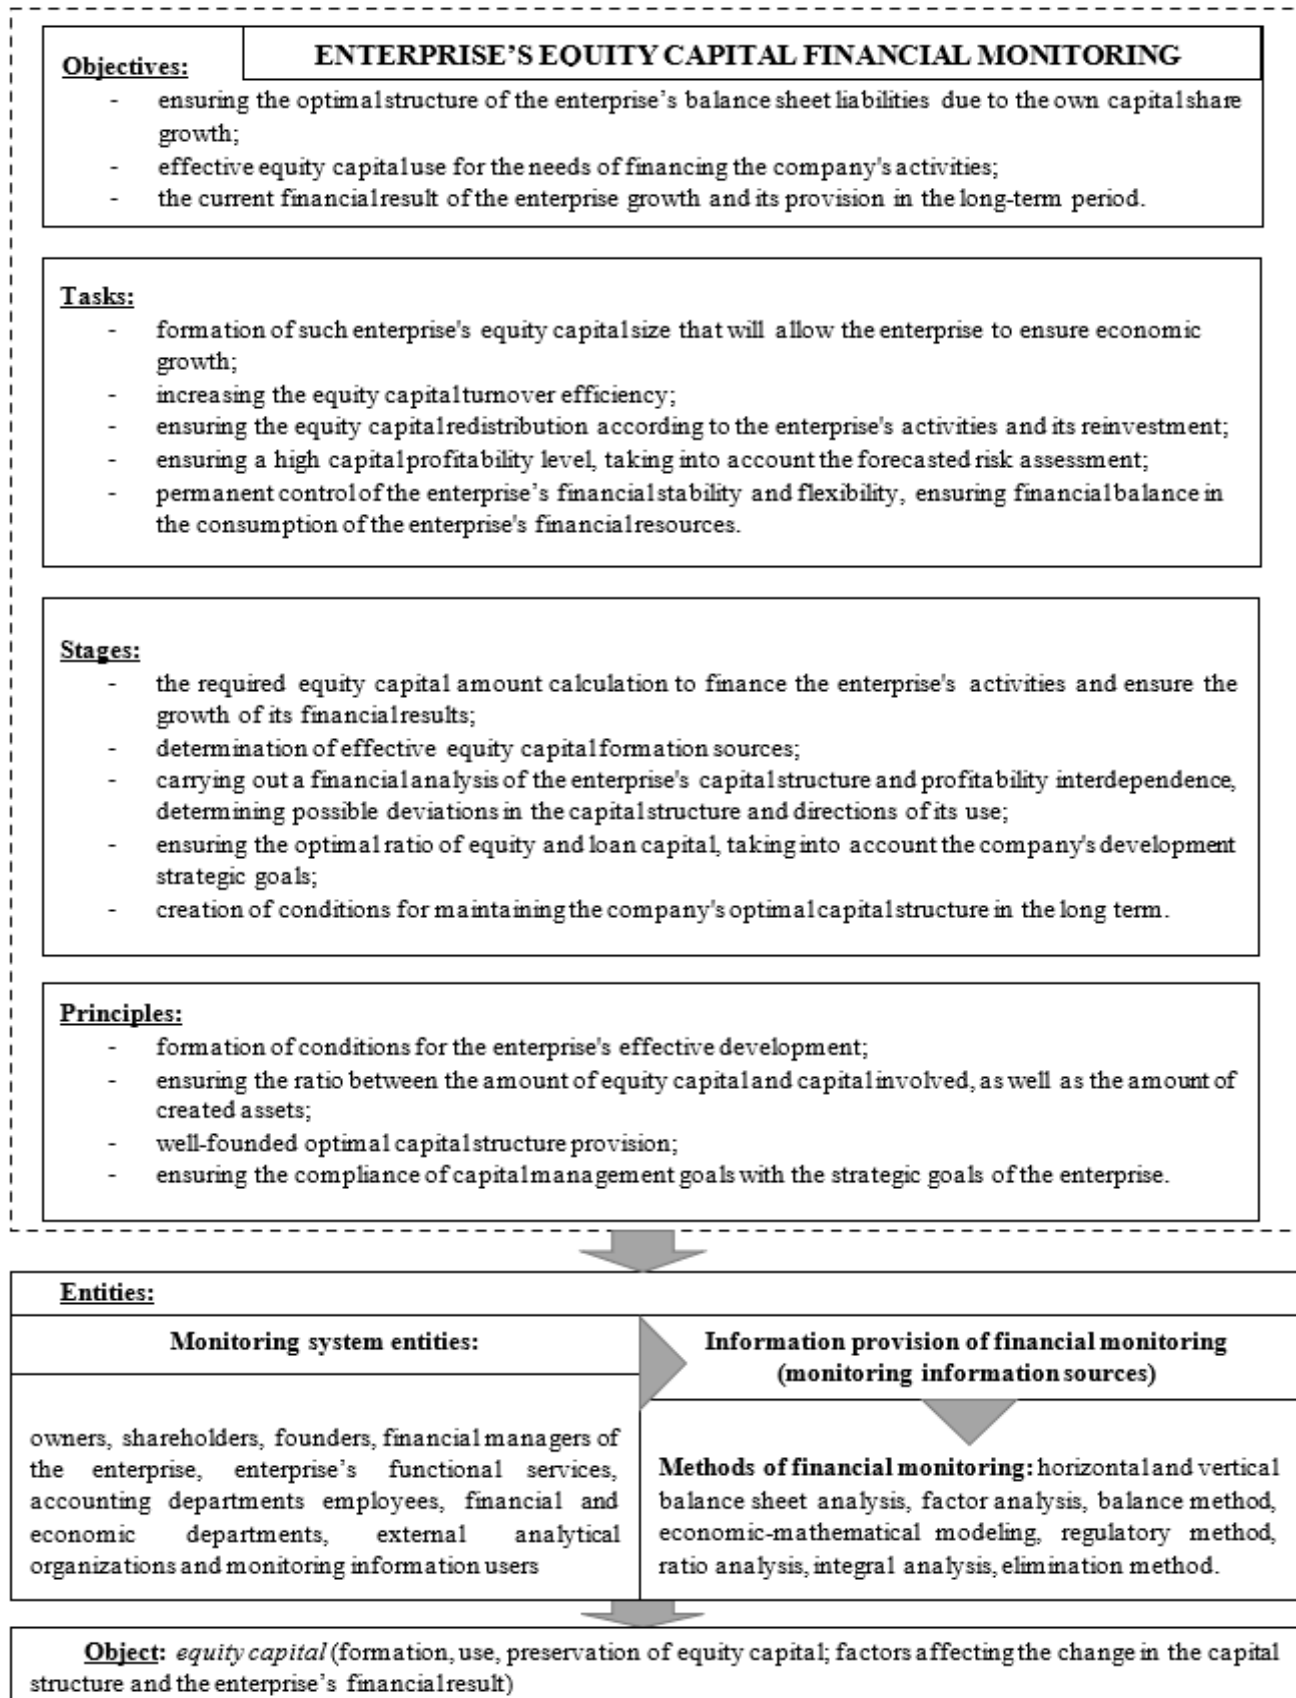 ENTERPRISE’S EQUITY CAPITAL FINANCIAL MONITORING
Objectives:
- ensuring the optimal structure of the enterprise’s balance sheet liabilities due to the own capital share
growth;
- effective equity capital use for the needs of financing the company's activities;
- the current financial result of the enterprise growth and its provision in the long-term period.
Tasks:
- formation of such enterprise's equity capital size that will allow the enterprise to ensure economic
growth;
- increasing the equity capital turnover efficiency;
- ensuring the equity capital redistribution according to the enterprise's activities and its reinvestment;
- ensuring a high capital profitability level, taking into account the forecasted risk assessment;
- permanent control of the enterprise’s financial stability and flexibility, ensuring financial balance in
the consumption of the enterprise's financial resources.
Stages:
- the required equity capital amount calculation to finance the enterprise's activities and ensure the
growth of its financial results;
- determination of effective equity capital formation sources;
- carrying out a financial analysis of the enterprise's capital structure and profitability interdependence,
determining possible deviations in the capital structure and directions of its use;
- ensuring the optimal ratio of equity and loan capital, taking into account the company's development
strategic goals;
- creation of conditions for maintaining the company's optimal capital structure in the long term.
Principles:
- formation of conditions for the enterprise's effective development;
- ensuring the ratio between the amount of equity capital and capital involved, as well as the amount of
created assets;
- well-founded optimal capital structure provision;
- ensuring the compliance of capital management goals with the strategic goals of the enterprise.
Entities:
Monitoring system entities:
owners, shareholders, founders, financial managers of
the enterprise, enterprise’s functional services,
accounting departments employees, financial and
economic departments, external analytical
organizations and monitoring information users
Information provision of financial monitoring
(monitoring information sources)
Methods of financial monitoring: horizontal and vertical
balance sheet analysis, factor analysis, balance method,
economic-mathematical modeling, regulatory method,
ratio analysis, integral analysis, elimination method.
Object: equity capital (formation, use, preservation of equity capital; factors affecting the change in the capital
structure and the enterprise’s financial result)